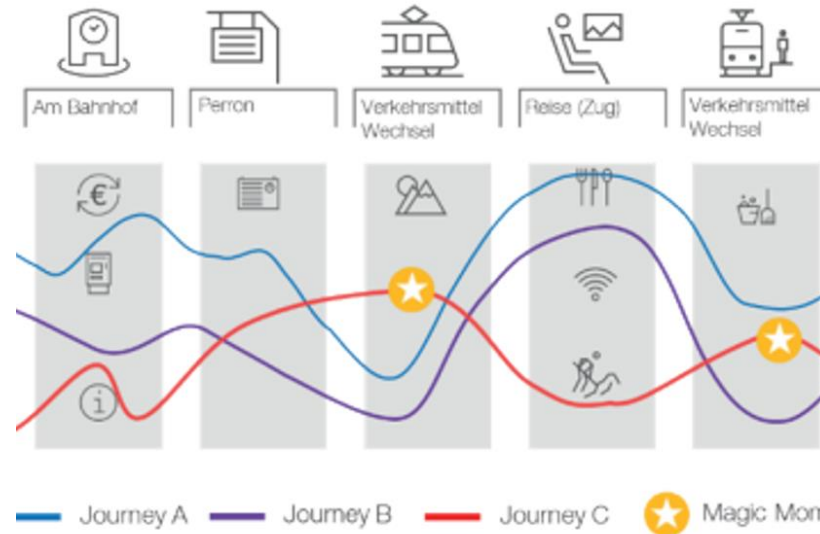 Am Bahnhof
Perron
Verkehrsmittel
Wechsel
Reise (Zug)
Verkehrsmittel
Wechsel
€
i
Journey A
Journey B
Journey C
Magic Mom